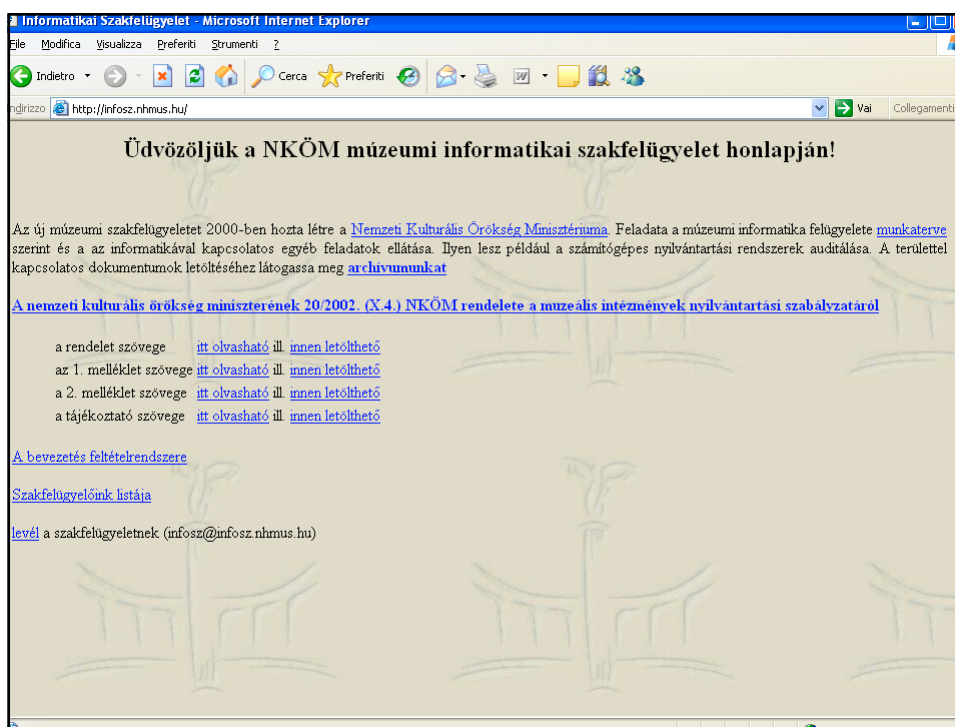 Informatikai Szakfelügyelet - Microsoft Internet Explorer
File Modifica Visualizza Preferiti Strumenti ?
Indietro Cerca Preferiti
ndirizzo http://infosz.nhmus.hu/ Vai Collegamenti
Üdvözöljük a NKÖM múzeumi informatikai szakfelügyelet honlapján!
Az új múzeumi szakfelügyeletet 2000-ben hozta létre a Nemzeti Kulturális Örökség Minisztériuma. Feladata a múzeumi informatika felügyelete munkaterve
szerint és a az informatikával kapcsolatos egyéb feladatok ellátása. Ilyen lesz például a számítógépes nyilvántartási rendszerek auditálása. A területtel
kapcsolatos dokumentumok letöltéséhez látogassa meg archívumunkat
A nemzeti kulturális örökség miniszterének 20/2002. (X.4.) NKÖM rendelete a muzeális intézmények nyilvántartási szabályzatáról
a rendelet szövege itt olvasható ill. innen letölthető
az 1. melléklet szövege itt olvasható ill. innen letölthető
a 2. melléklet szövege itt olvasható ill. innen letölthető
a tájékoztató szövege itt olvasható ill. innen letölthető
A bevezetés feltételrendszere
Szakfelügyelőink listája
levél a szakfelügyeletnek (infosz@infosz.nhmus.hu)